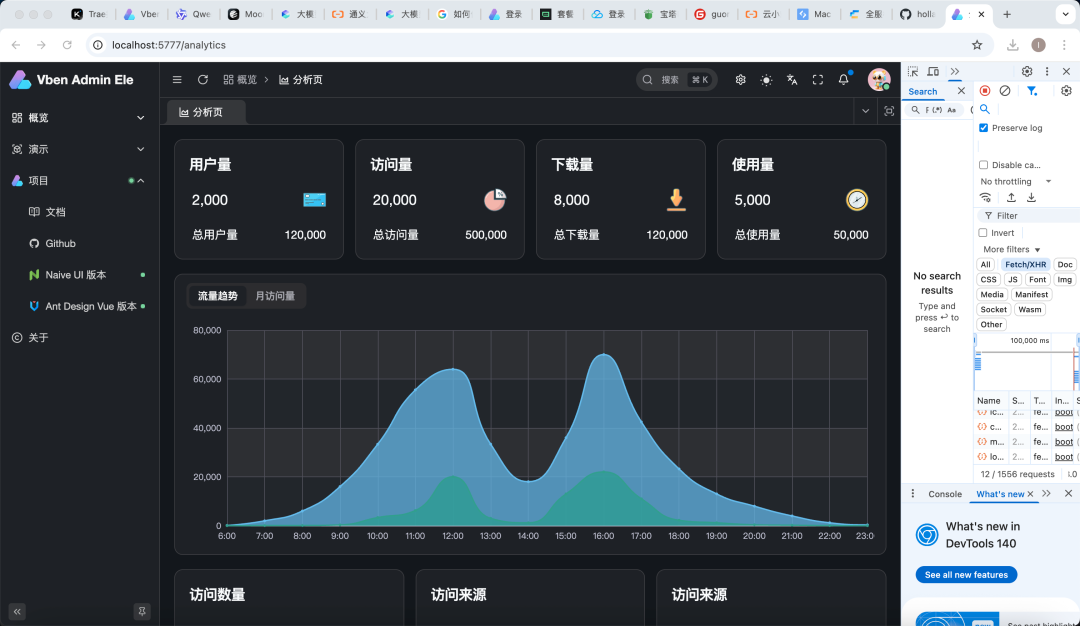 Trae
Vber
Qwe
Moo
大模
通义
大模
如何
登录
套餐
登录
宝塔
guor
云小
Mac
全服
holla
localhost:5777/analytics
Vben Admin Ele
概览
演示
项目
文档
Github
Naive UI 版本
Ant Design Vue 版本
关于
概览
分析页
搜索
⌘ K
分析页
用户量
2,000
总用户量 120,000
访问量
20,000
总访问量 500,000
下载量
8,000
总下载量 120,000
使用量
5,000
总使用量 50,000
流量趋势 月访问量
80,000
60,000
40,000
20,000
0
6:00 7:00 8:00 9:00 10:00 11:00 12:00 13:00 14:00 15:00 16:00 17:00 18:00 19:00 20:00 21:00 22:00 23:0
访问数量
访问来源
访问来源
Search
(.*) Aa
No search
results
Type and
press ↩ to
search
Preserve log
Disable ca...
No throttling
Filter
Invert
More filters
All Fetch/XHR Doc
CSS JS Font Img
Media Manifest
Socket Wasm
Other
100,000 ms
Name S... T... In... S
ic... 2... fe... boot
c... 2... fe... boot
m... 2... fe... boot
lo... 2... fe... boot
12 / 1556 requests
Console What's new
What's new in
DevTools 140
See all new features
new
See past highlight